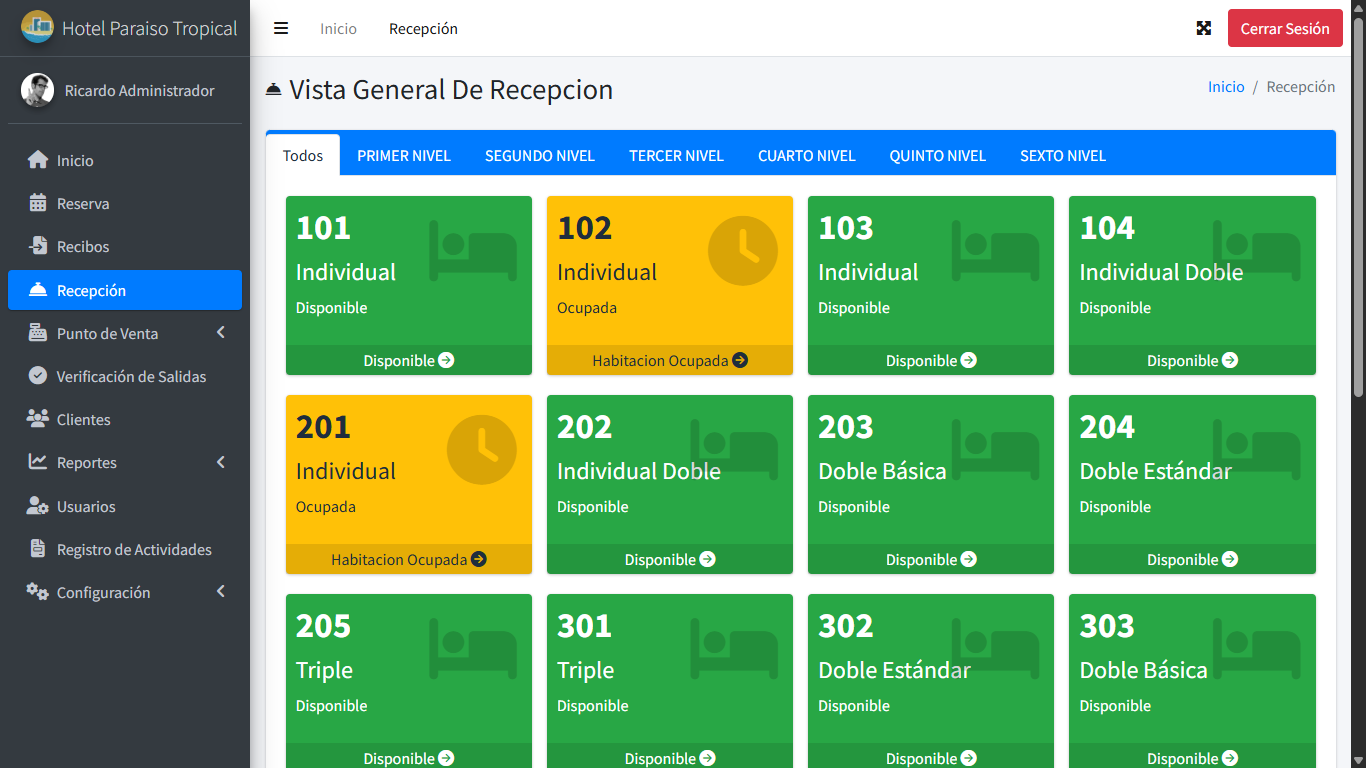 Hotel Paraiso Tropical
Ricardo Administrador
Inicio
Reserva
Recibos
Recepción
Punto de Venta
Verificación de Salidas
Clientes
Reportes
Usuarios
Registro de Actividades
Configuración
Inicio Recepción Cerrar Sesión
Vista General De Recepcion
Inicio / Recepción
Todos PRIMER NIVEL SEGUNDO NIVEL TERCER NIVEL CUARTO NIVEL QUINTO NIVEL SEXTO NIVEL
101
Individual
Disponible
Disponible
102
Individual
Ocupada
Habitacion Ocupada
103
Individual
Disponible
Disponible
104
Individual Doble
Disponible
Disponible
201
Individual
Ocupada
Habitacion Ocupada
202
Individual Doble
Disponible
Disponible
203
Doble Básica
Disponible
Disponible
204
Doble Estándar
Disponible
Disponible
205
Triple
Disponible
Disponible
301
Triple
Disponible
Disponible
302
Doble Estándar
Disponible
Disponible
303
Doble Básica
Disponible
Disponible